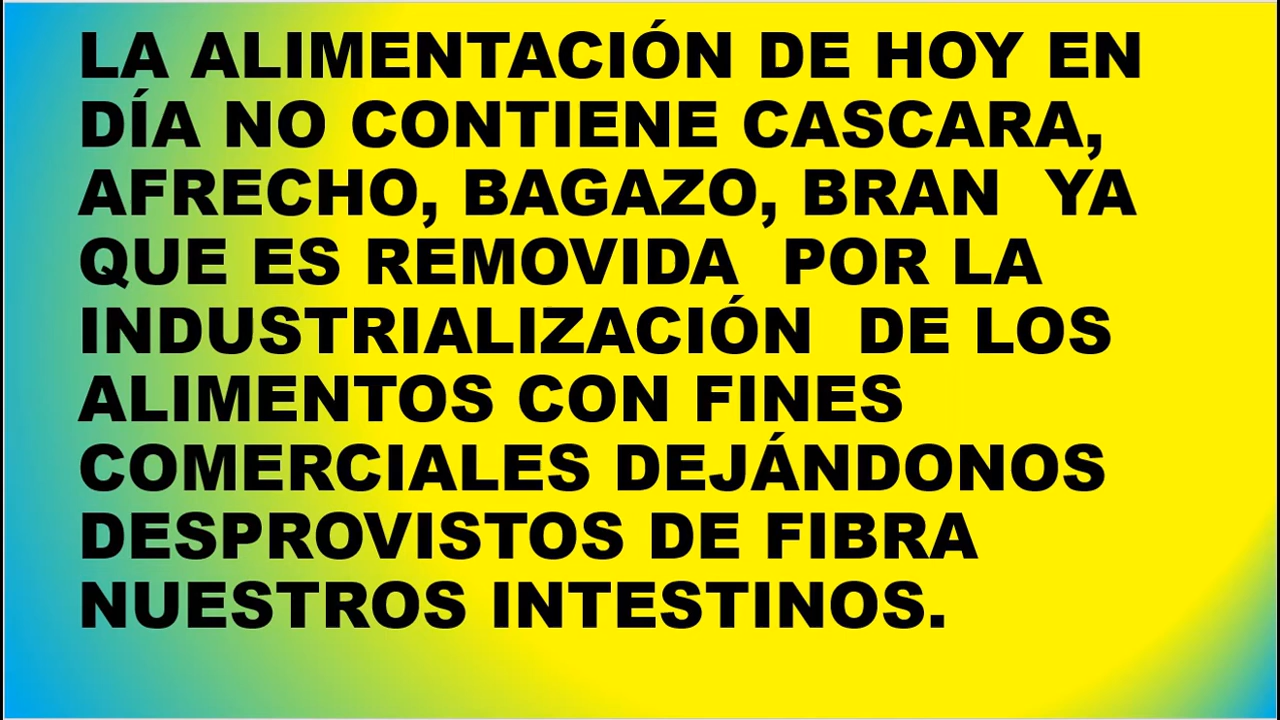 LA ALIMENTACIÓN DE HOY EN
DÍA NO CONTIENE CASCARA,
AFRECHO, BAGAZO, BRAN  YA
QUE ES REMOVIDA  POR LA
INDUSTRIALIZACIÓN  DE LOS
ALIMENTOS CON FINES
COMERCIALES DEJÁNDONOS
DESPROVISTOS DE FIBRA
NUESTROS INTESTINOS.